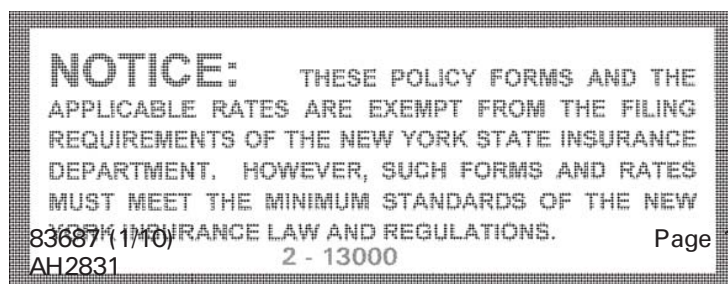 NOTICE: THESE POLICY FORMS AND THE
APPLICABLE RATES ARE EXEMPT FROM THE FILING
REQUIREMENTS OF THE NEW YORK STATE INSURANCE
DEPARTMENT. HOWEVER, SUCH FORMS AND RATES
MUST MEET THE MINIMUM STANDARDS OF THE NEW
YORK INSURANCE LAW AND REGULATIONS.
83687 (1/10) Page
2 - 13000
AH2831